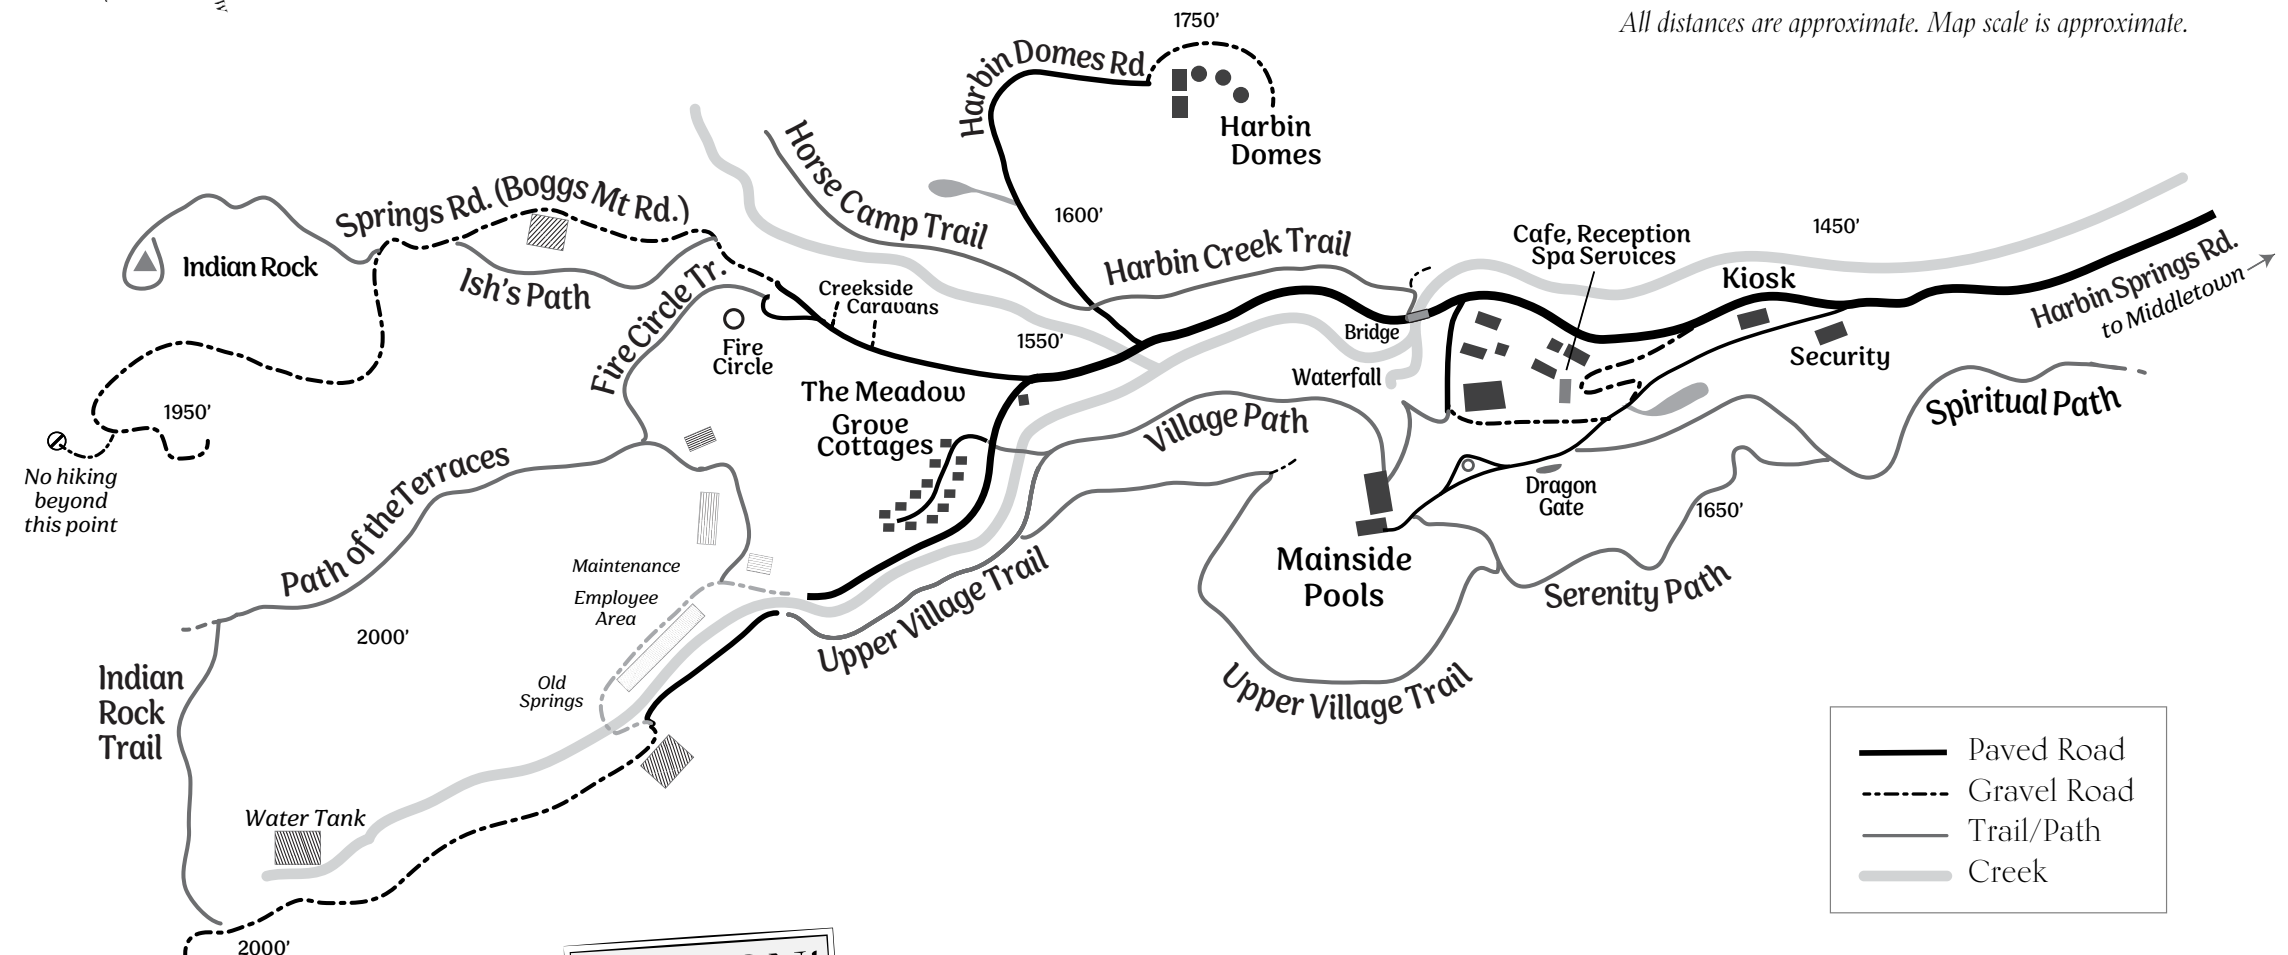 1750'
All distances are approximate. Map scale is approximate.
Harbin Domes Rd
Harbin
Domes
Horse Camp Trail
1600'
Springs Rd. (Boggs Mt Rd.)
Indian Rock
Ish's Path
Fire Circle Tr.
Creekside
Caravans
Fire
Circle
Harbin Creek Trail
Cafe, Reception
Spa Services
1450'
Kiosk
Harbin Springs Rd.
to Middletown
Bridge
1550'
Security
Waterfall
The Meadow
Grove
Cottages
Village Path
Spiritual Path
1950'
No hiking
beyond
this point
Path of the Terraces
Dragon
Gate
1650'
Mainside
Pools
Serenity Path
Maintenance
Employee
Area
Upper Village Trail
2000'
Indian
Rock
Trail
Old
Springs
Upper Village Trail
Water Tank
2000'
Paved Road
Gravel Road
Trail/Path
Creek